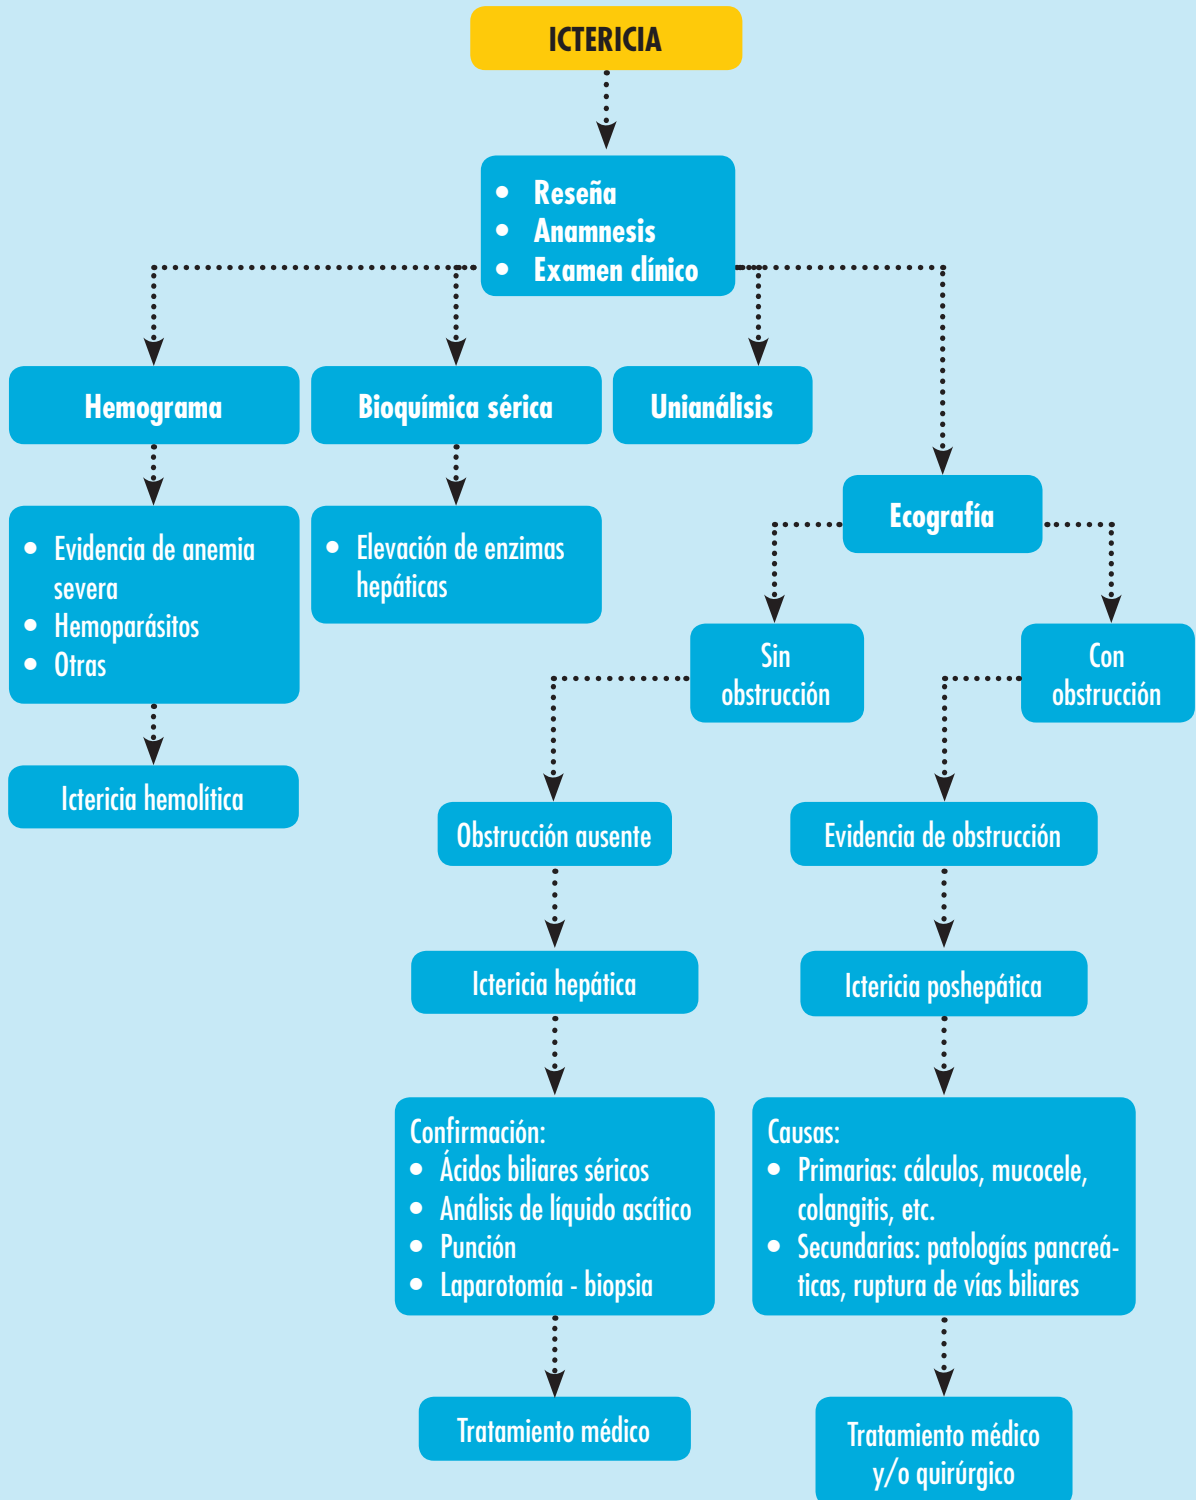 ICTERICIA
• Reseña
• Anamnesis
• Examen clínico
Hemograma
Bioquímica sérica
Unianálisis
Ecografía
• Evidencia de anemia
severa
• Hemoparásitos
• Otras
• Elevación de enzimas
hepáticas
Sin
obstrucción
Con
obstrucción
Ictericia hemolítica
Obstrucción ausente
Evidencia de obstrucción
Ictericia hepática
Ictericia poshepática
Confirmación:
• Ácidos biliares séricos
• Análisis de líquido ascítico
• Punción
• Laparotomía - biopsia
Causas:
• Primarias: cálculos, mucocele,
colangitis, etc.
• Secundarias: patologías pancreá-
ticas, ruptura de vías biliares
Tratamiento médico
Tratamiento médico
y/o quirúrgico